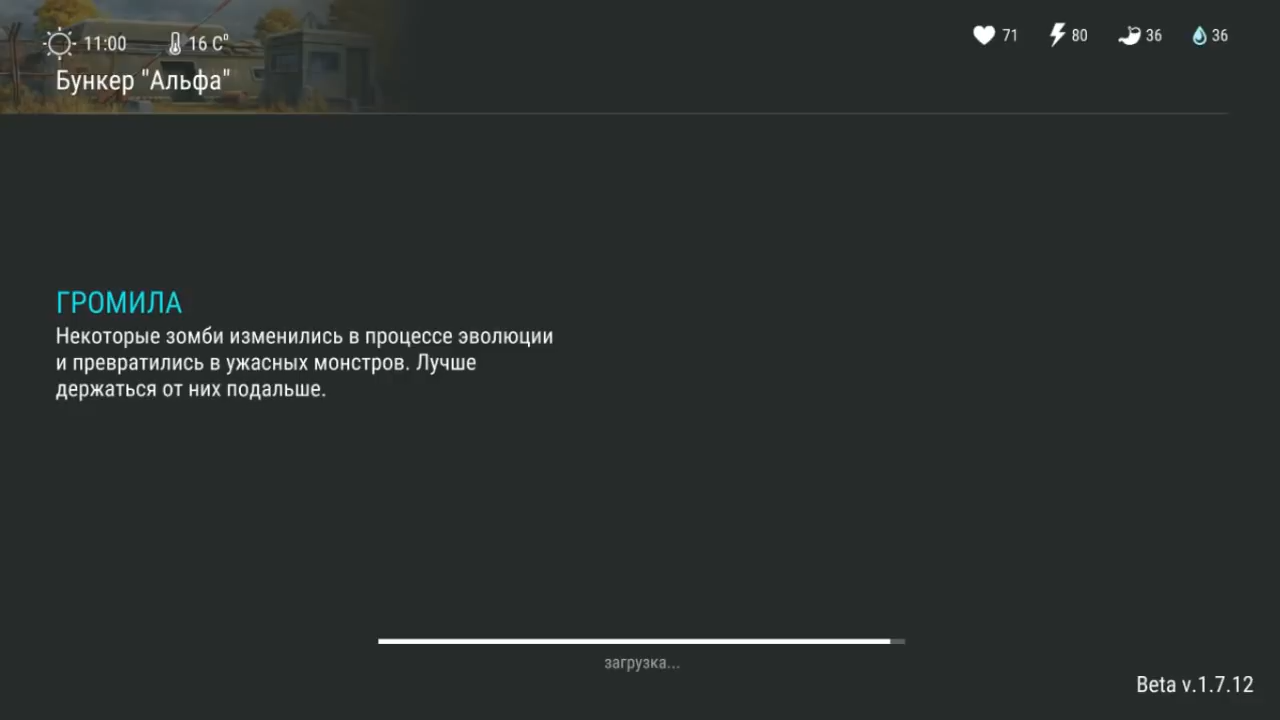 11:00 16 C⁰ 71 80 36 36
Бункер "Альфа"
ГРОМИЛА
Некоторые зомби изменились в процессе эволюции
и превратились в ужасных монстров. Лучше
держаться от них подальше.
загрузка...
Beta v.1.7.12